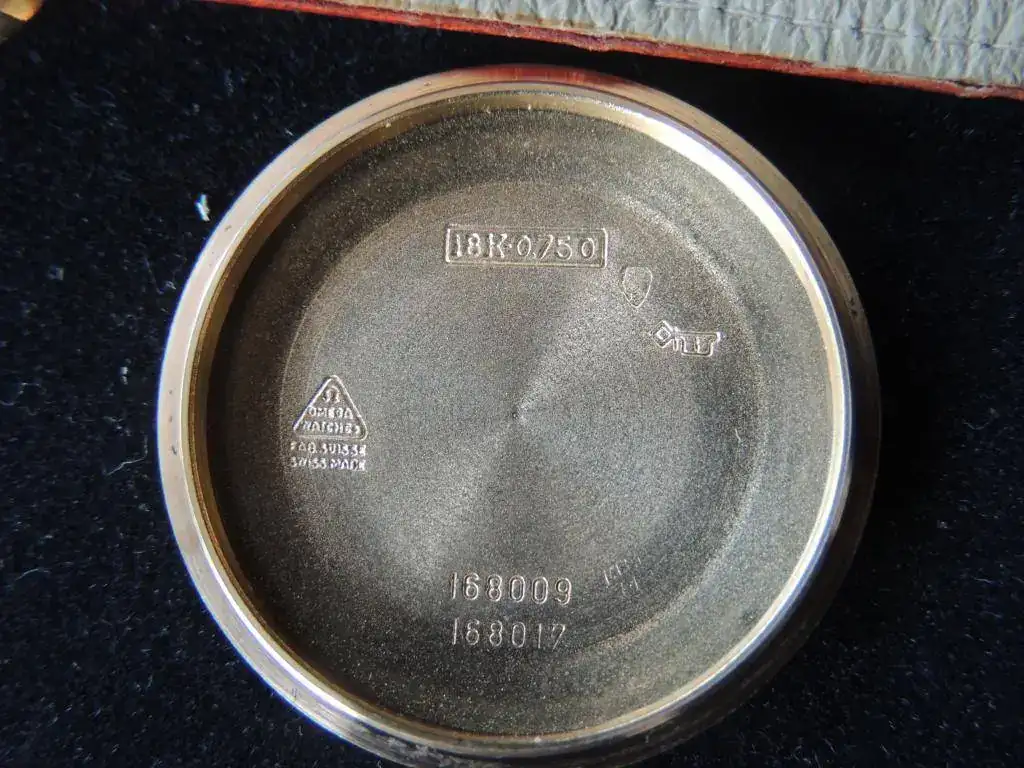 18K·0,750
Ω
OMEGA
WATCHES
FAB.SUISSE
SWISS MADE
168009
168017